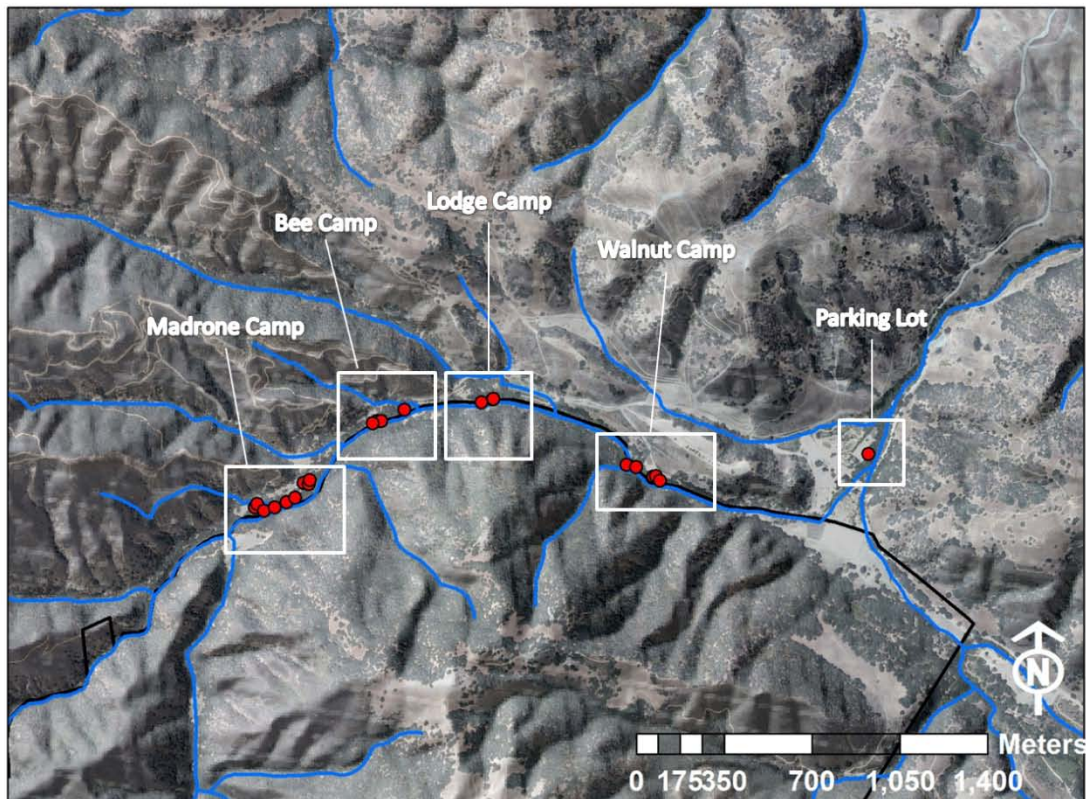 Lodge Camp
Bee Camp
Walnut Camp
Madrone Camp
Parking Lot
N
Meters
0 175350 700 1,050 1,400